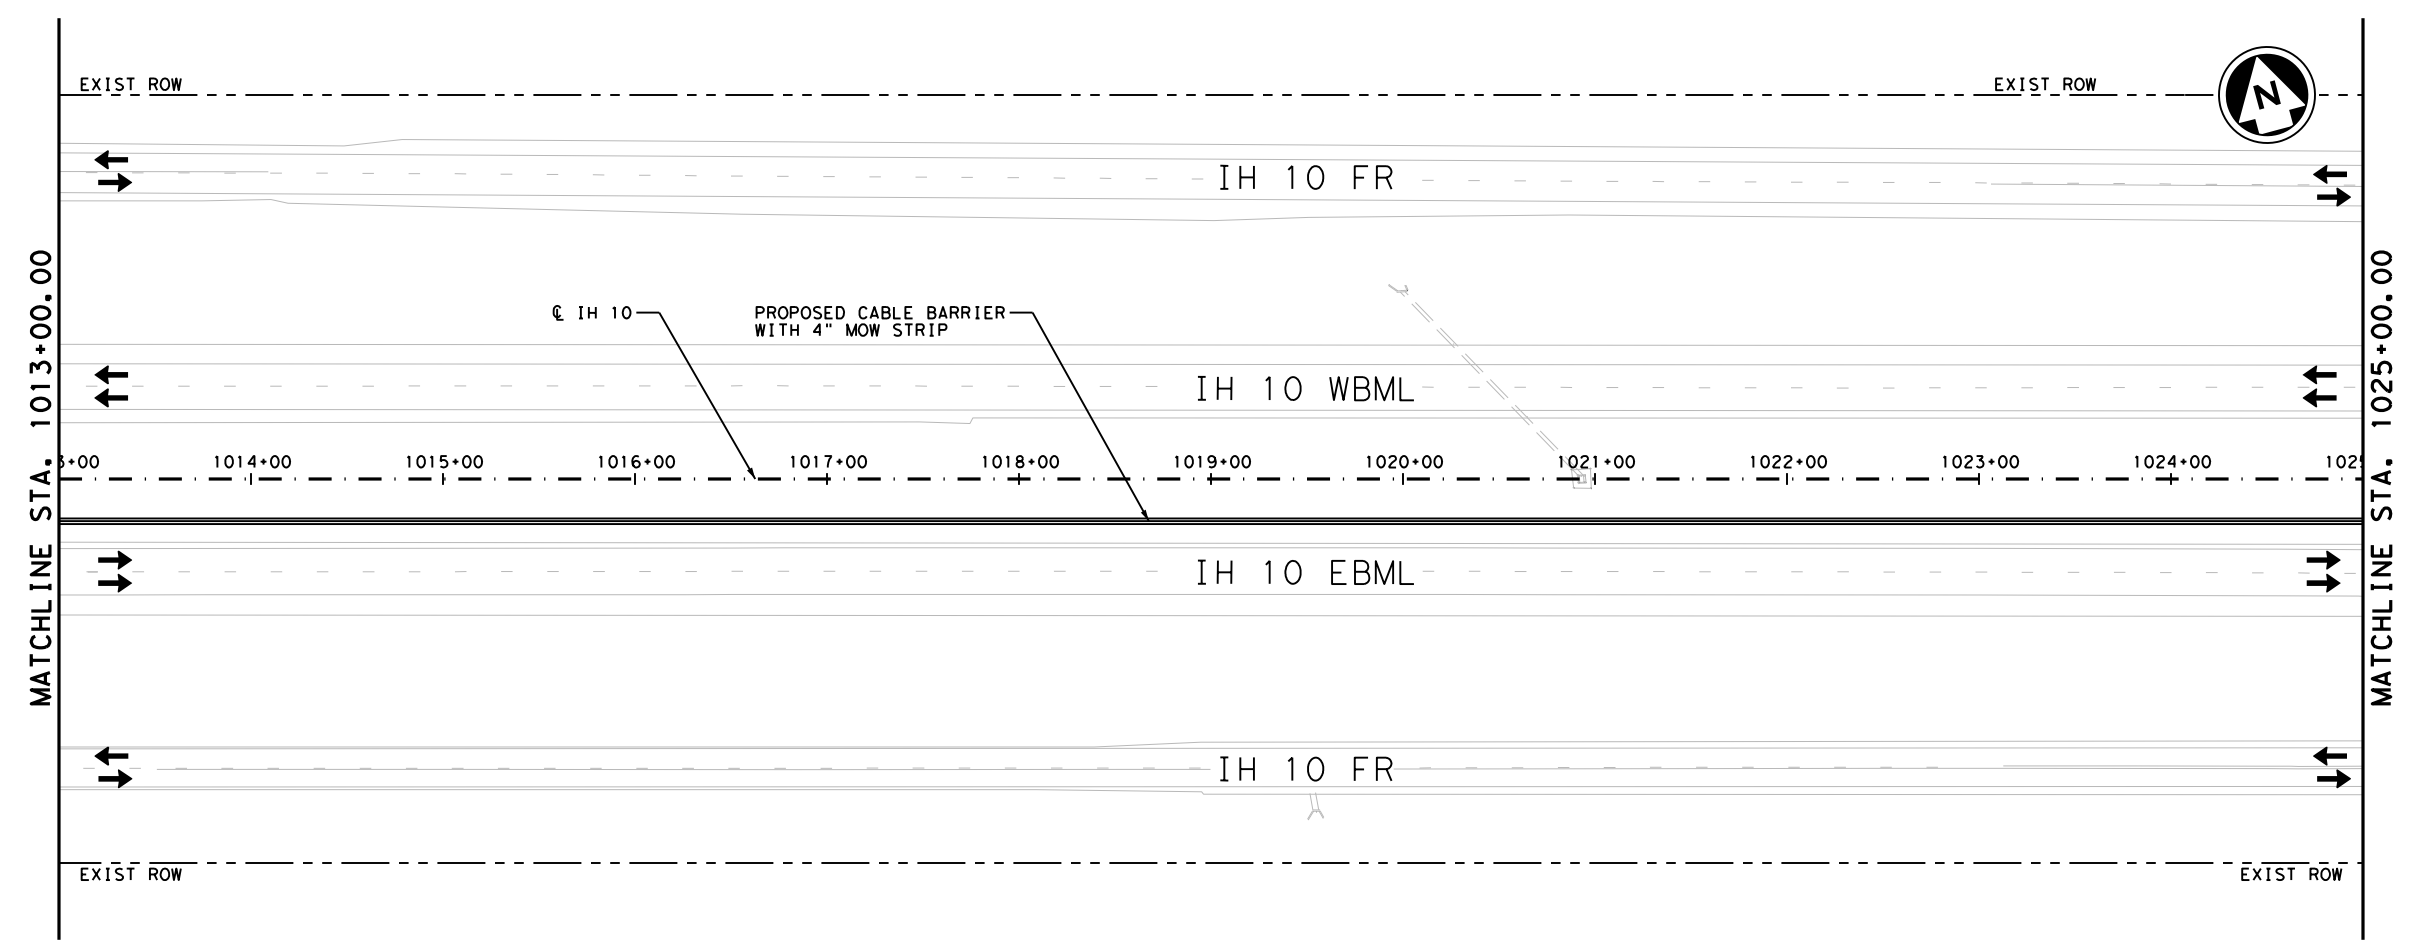 EXIST ROW
EXIST ROW
N
IH 10 FR
℄ IH 10
PROPOSED CABLE BARRIER
WITH 4" MOW STRIP
IH 10 WBML
MATCHLINE STA. 1013+00.00
3+00 1014+00 1015+00 1016+00 1017+00 1018+00 1019+00 1020+00 1021+00 1022+00 1023+00 1024+00 1025
MATCHLINE STA. 1025+00.00
IH 10 EBML
IH 10 FR
EXIST ROW
EXIST ROW